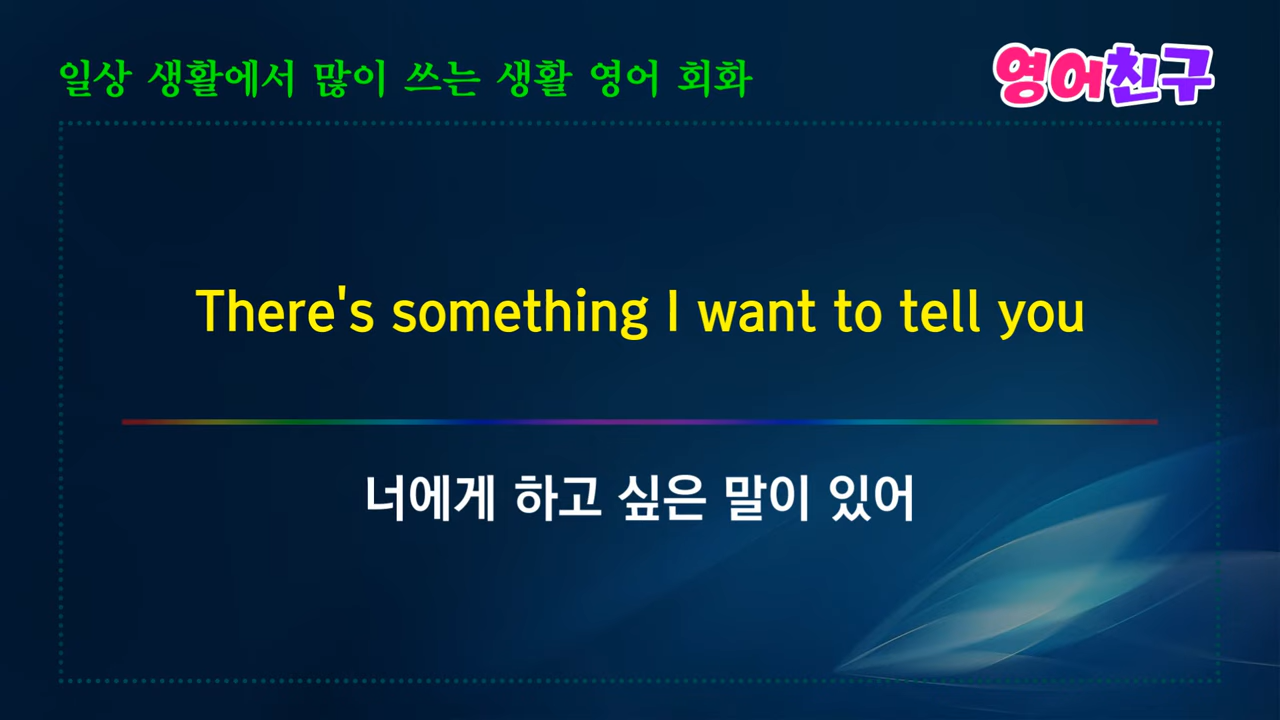 일상 생활에서 많이 쓰는 생활 영어 회화
영어친구
There's something I want to tell you
너에게 하고 싶은 말이 있어